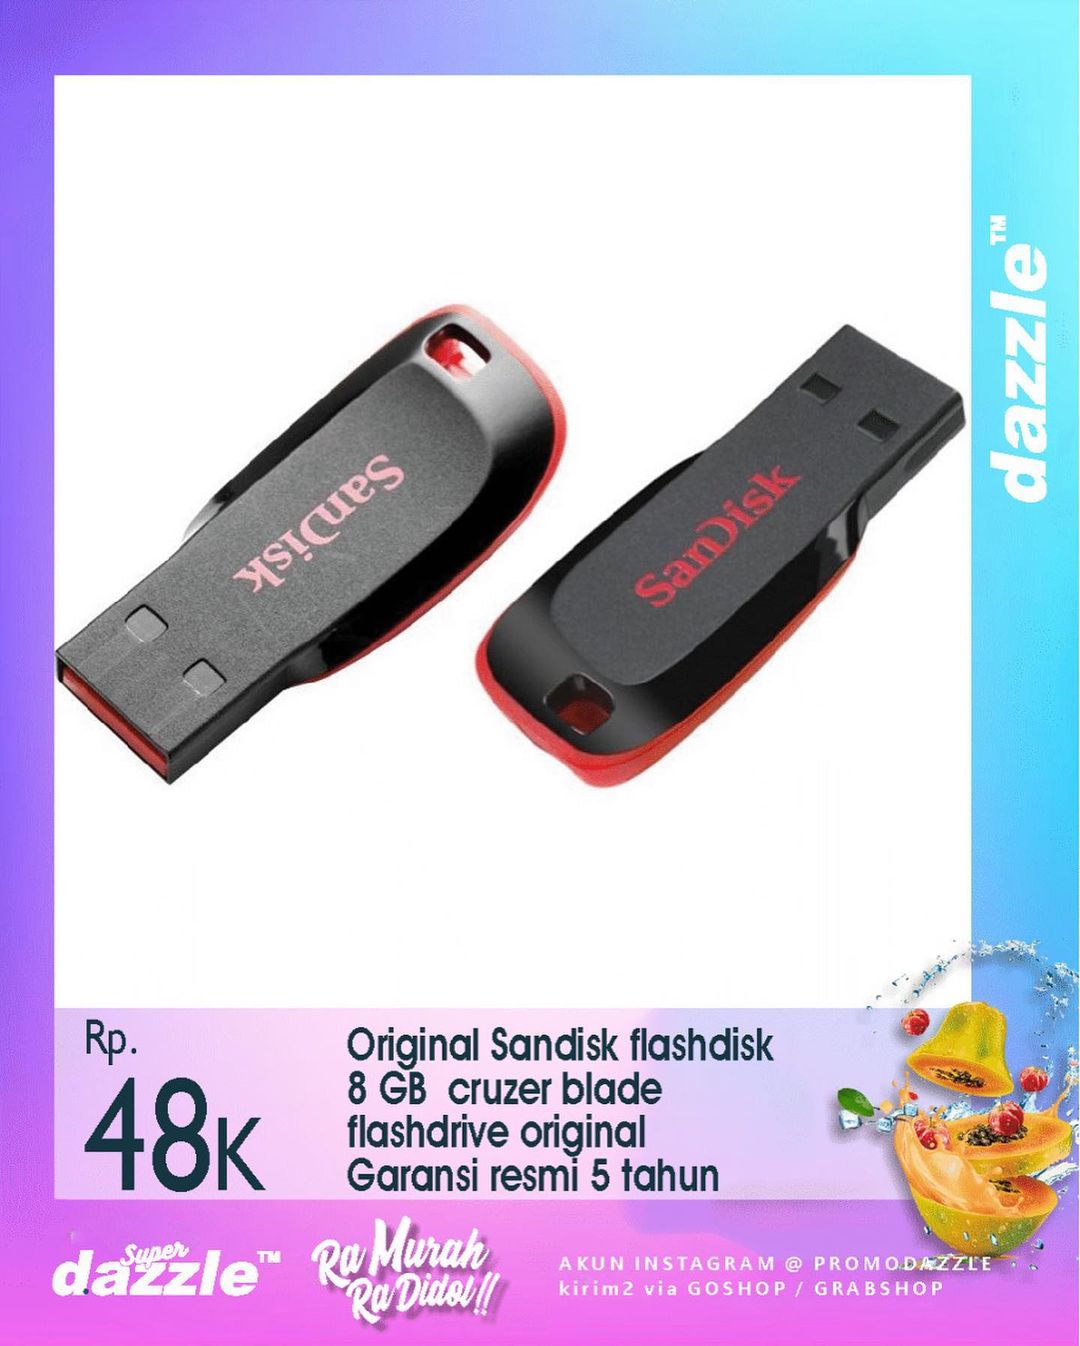 dazzle™
SanDisk
SanDisk
Rp.
48K
Original Sandisk flashdisk
8 GB cruzer blade
flashdrive original
Garansi resmi 5 tahun
Super
dazzle™
Ra Murah
Ra Didol!!
AKUN INSTAGRAM @ PROMODAZZLE
kirim2 via GOSHOP / GRABSHOP